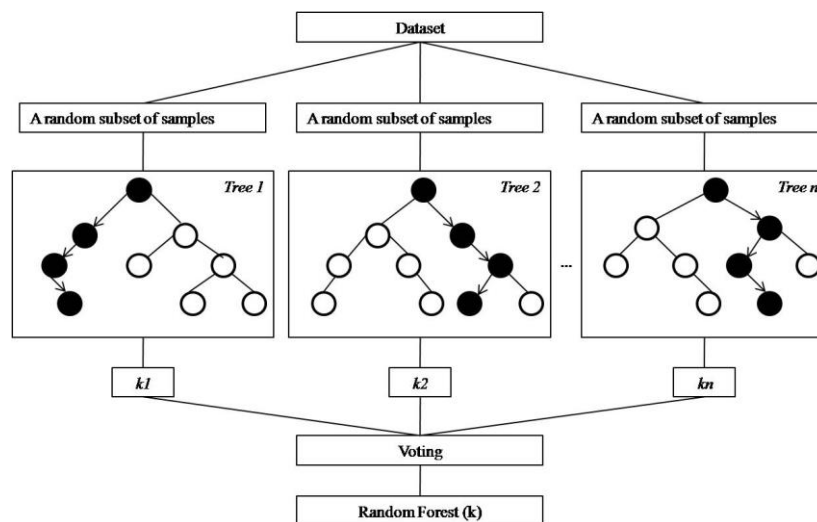 Dataset
A random subset of samples
A random subset of samples
A random subset of samples
Tree 1
Tree 2
Tree n
...
k1
k2
kn
Voting
Random Forest (k)